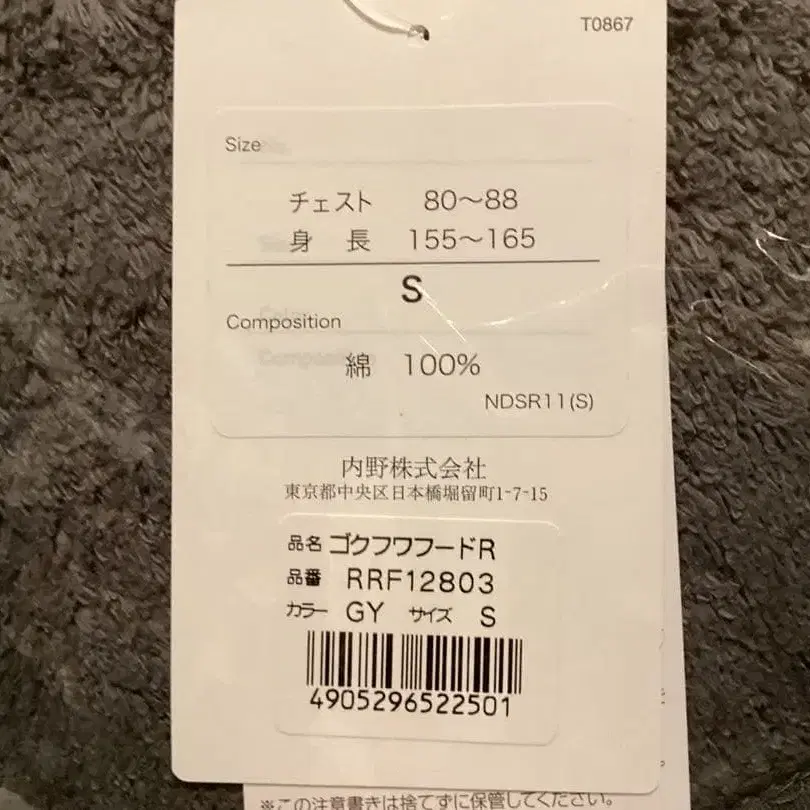 T0867
Size
チェスト 80～88
身 長 155～165
S
Composition
綿 100%
NDSR11(S)
内野株式会社
東京都中央区日本橋堀留町1-7-15
品名 ゴクフワフードR
品番 RRF12803
カラー GY サイズ S
4905296522501
※この注意書きは捨てずに保管してください。